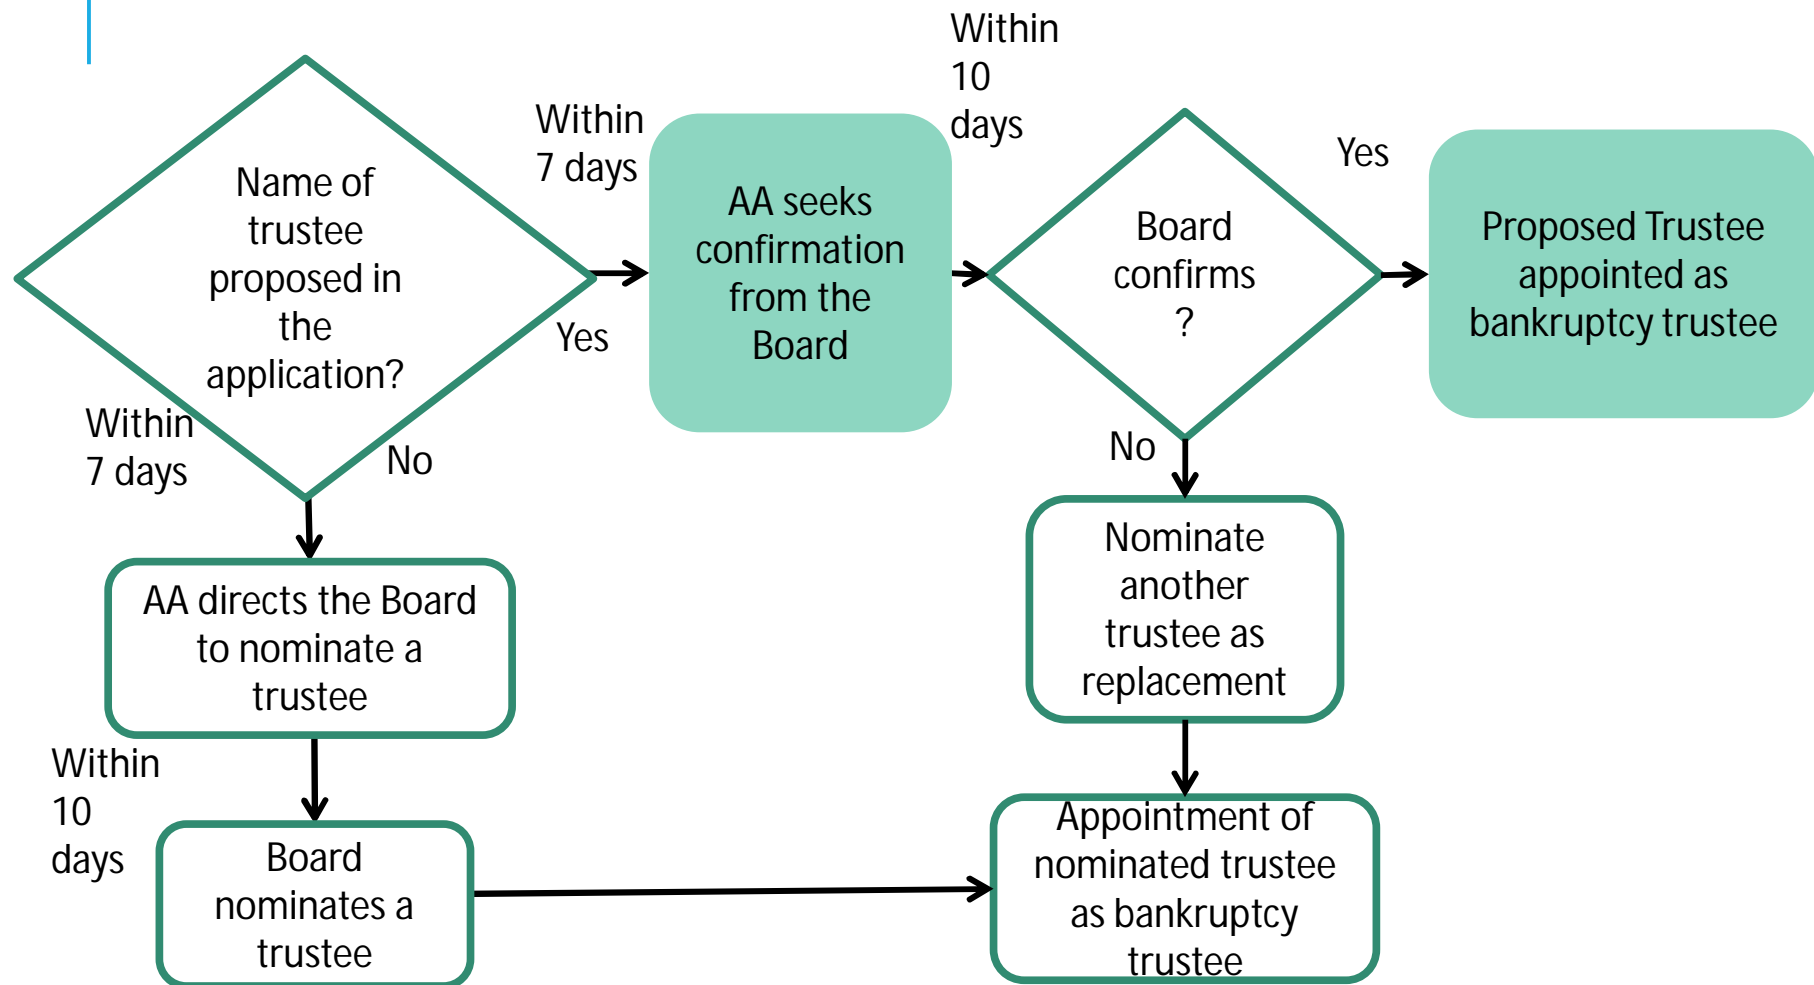 Name of
trustee
proposed in
the
application?
Within
7 days
Yes
AA seeks
confirmation
from the
Board
Within
10
days
Board
confirms
?
Yes
Proposed Trustee
appointed as
bankruptcy trustee
Within
7 days
No
AA directs the Board
to nominate a
trustee
Within
10
days
Board
nominates a
trustee
No
Nominate
another
trustee as
replacement
Appointment of
nominated trustee
as bankruptcy
trustee